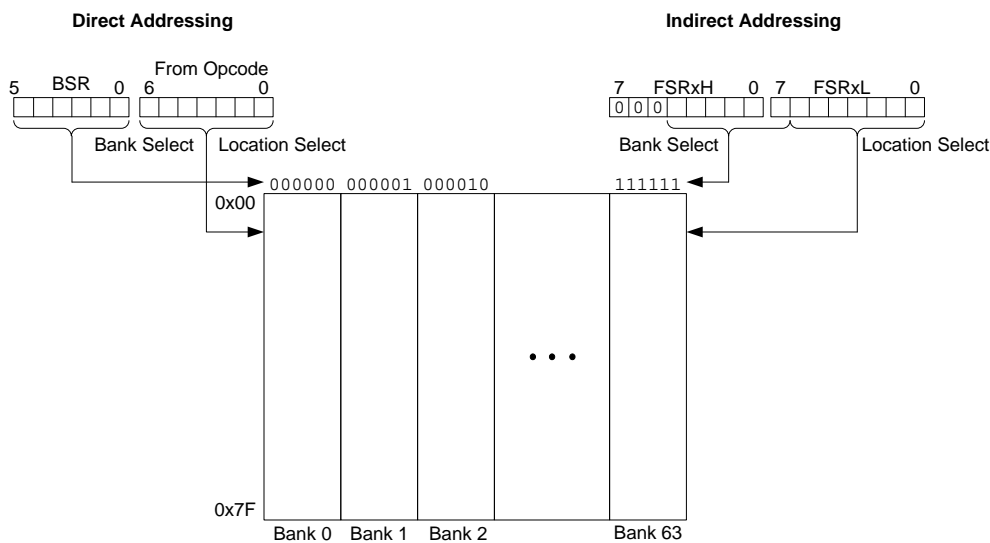 Direct Addressing
Indirect Addressing
From Opcode
5 BSR 0 6 0
7 FSRxH 0 7 FSRxL 0
0 0 0
Bank Select Location Select
Bank Select Location Select
000000 000001 000010 111111
0x00
. . .
0x7F
Bank 0 Bank 1 Bank 2 Bank 63